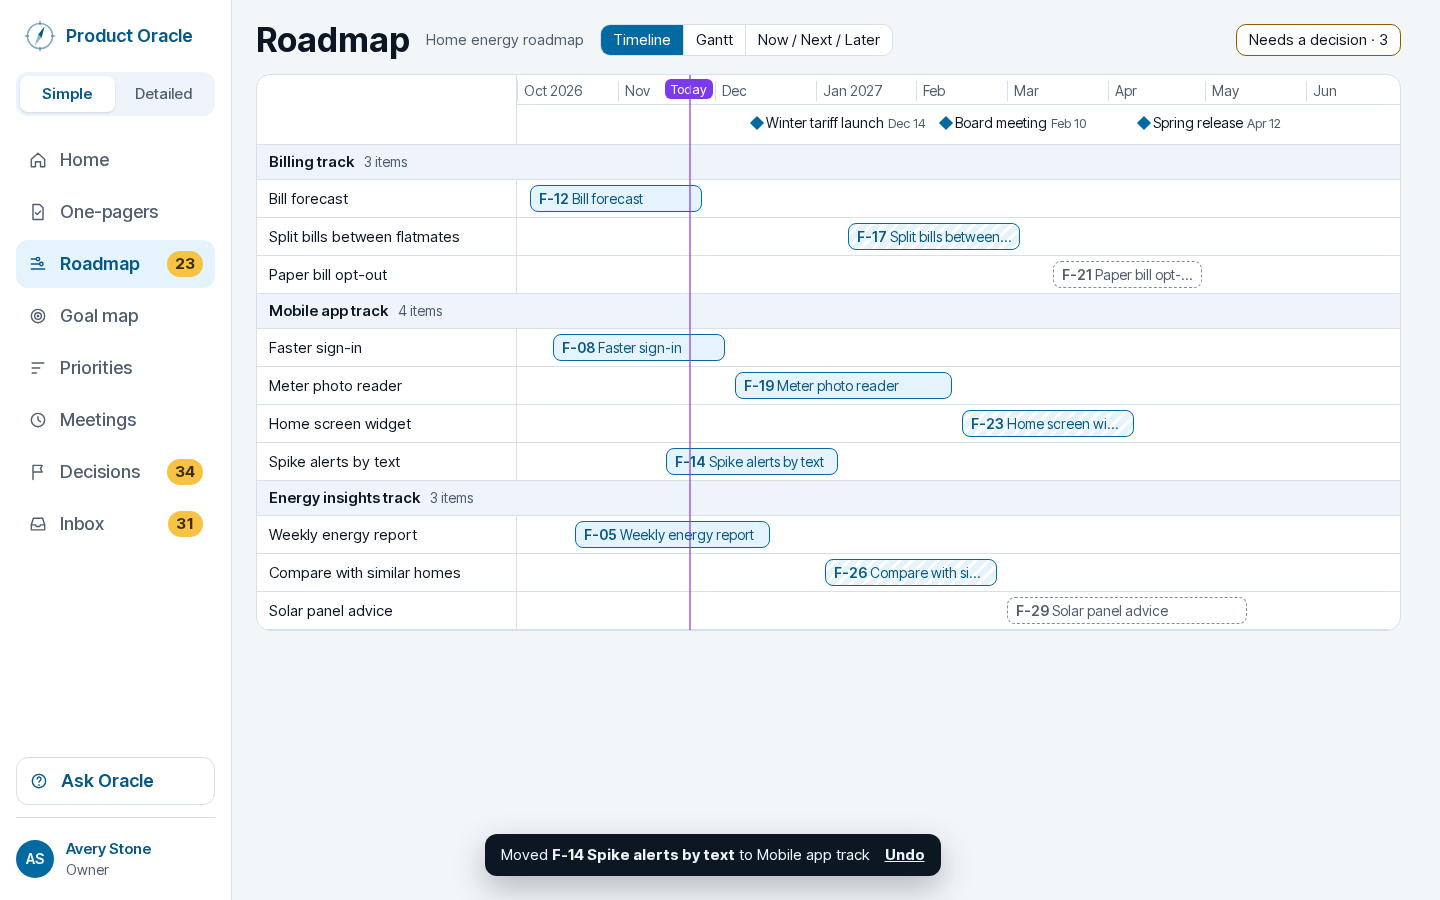 Product Oracle
Simple Detailed
Home
One-pagers
Roadmap 23
Goal map
Priorities
Meetings
Decisions 34
Inbox 31
Ask Oracle
AS Avery Stone
Owner
Roadmap Home energy roadmap Timeline Gantt Now / Next / Later Needs a decision · 3
Oct 2026 Nov Today Dec Jan 2027 Feb Mar Apr May Jun
Winter tariff launch Dec 14 Board meeting Feb 10 Spring release Apr 12
Billing track 3 items
Bill forecast F-12 Bill forecast
Split bills between flatmates F-17 Split bills between...
Paper bill opt-out F-21 Paper bill opt-...
Mobile app track 4 items
Faster sign-in F-08 Faster sign-in
Meter photo reader F-19 Meter photo reader
Home screen widget F-23 Home screen wi...
Spike alerts by text F-14 Spike alerts by text
Energy insights track 3 items
Weekly energy report F-05 Weekly energy report
Compare with similar homes F-26 Compare with si...
Solar panel advice F-29 Solar panel advice
Moved F-14 Spike alerts by text to Mobile app track Undo